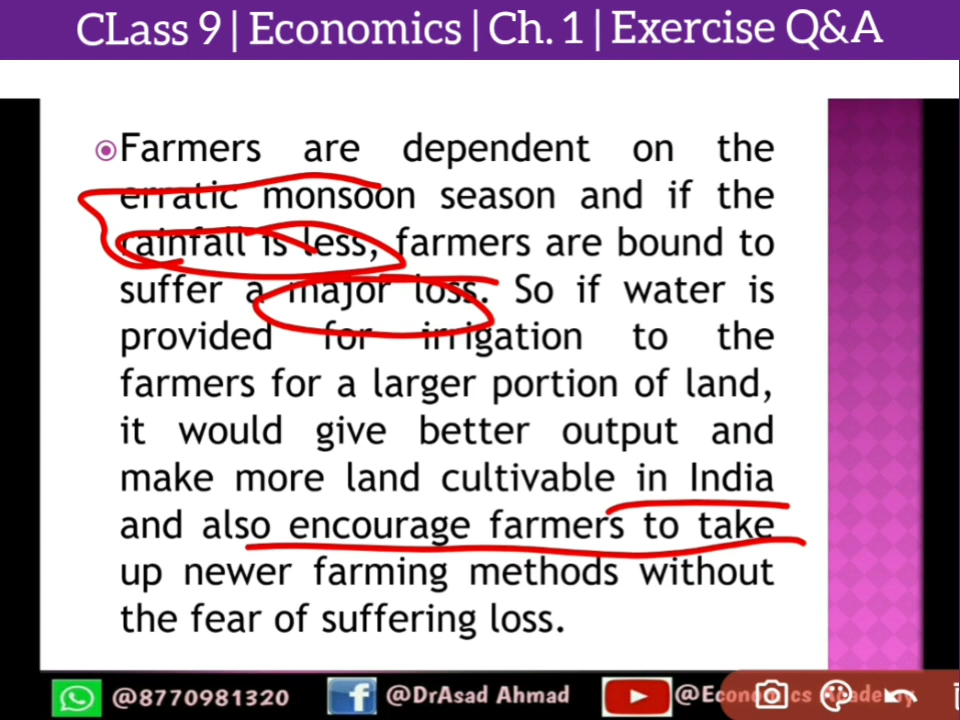 CLass 9 | Economics | Ch. 1 | Exercise Q&A
Farmers are dependent on the
erratic monsoon season and if the
rainfall is less, farmers are bound to
suffer a major loss. So if water is
provided for irrigation to the
farmers for a larger portion of land,
it would give better output and
make more land cultivable in India
and also encourage farmers to take
up newer farming methods without
the fear of suffering loss.
@8770981320 @DrAsad Ahmad @Economics Academy